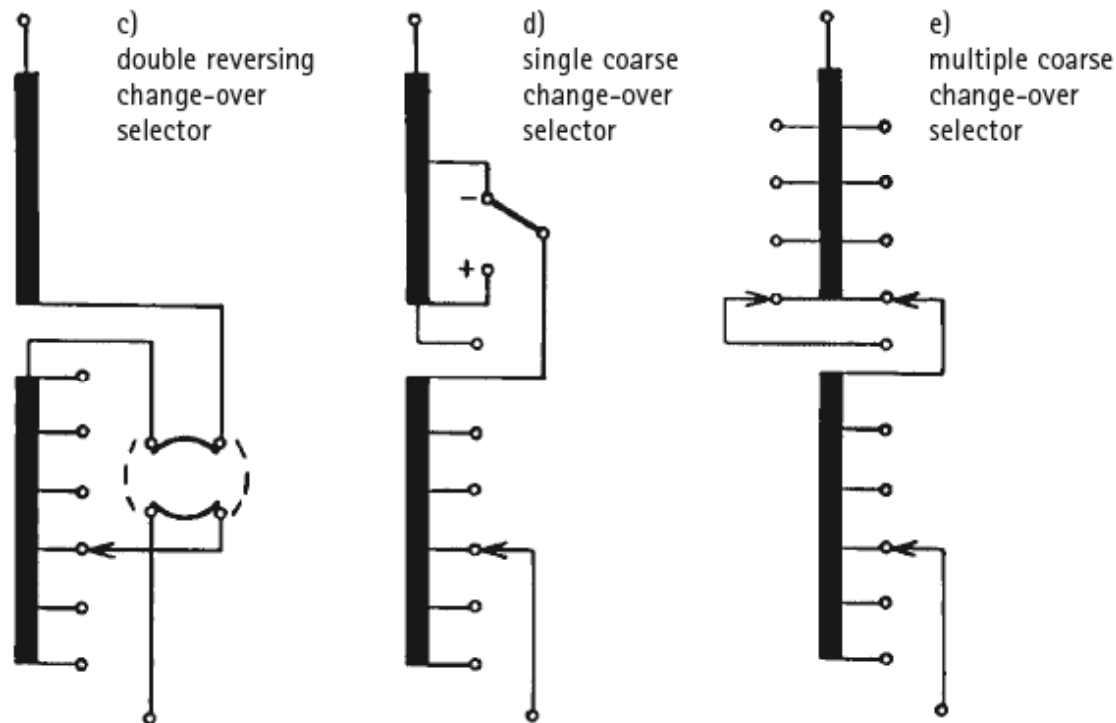 c)
double reversing
change-over
selector
d)
single coarse
change-over
selector
−
+
e)
multiple coarse
change-over
selector